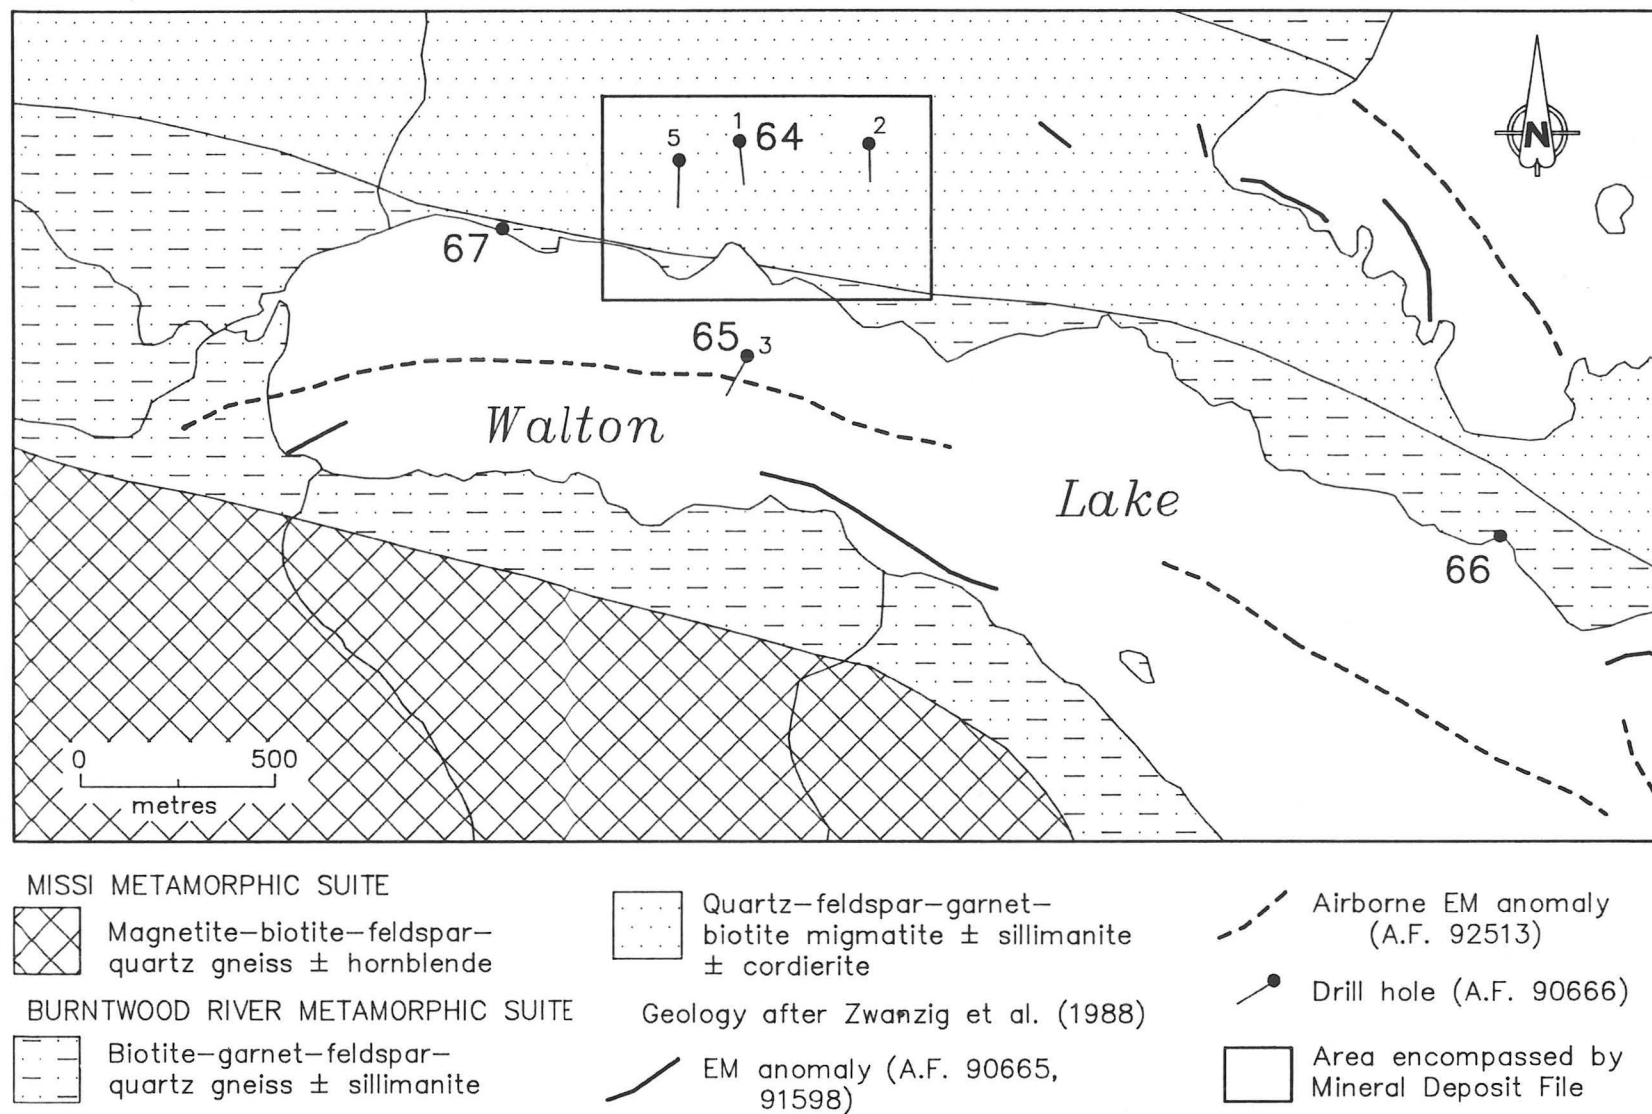 N
5
1
64
2
67
65
3
Walton
Lake
66
0 500
metres
MISSI METAMORPHIC SUITE
Magnetite-biotite-feldspar-
quartz gneiss ± hornblende
BURNTWOOD RIVER METAMORPHIC SUITE
Biotite-garnet-feldspar-
quartz gneiss ± sillimanite
Quartz-feldspar-garnet-
biotite migmatite ± sillimanite
± cordierite
Geology after Zwanzig et al. (1988)
EM anomaly (A.F. 90665,
91598)
Airborne EM anomaly
(A.F. 92513)
Drill hole (A.F. 90666)
Area encompassed by
Mineral Deposit File